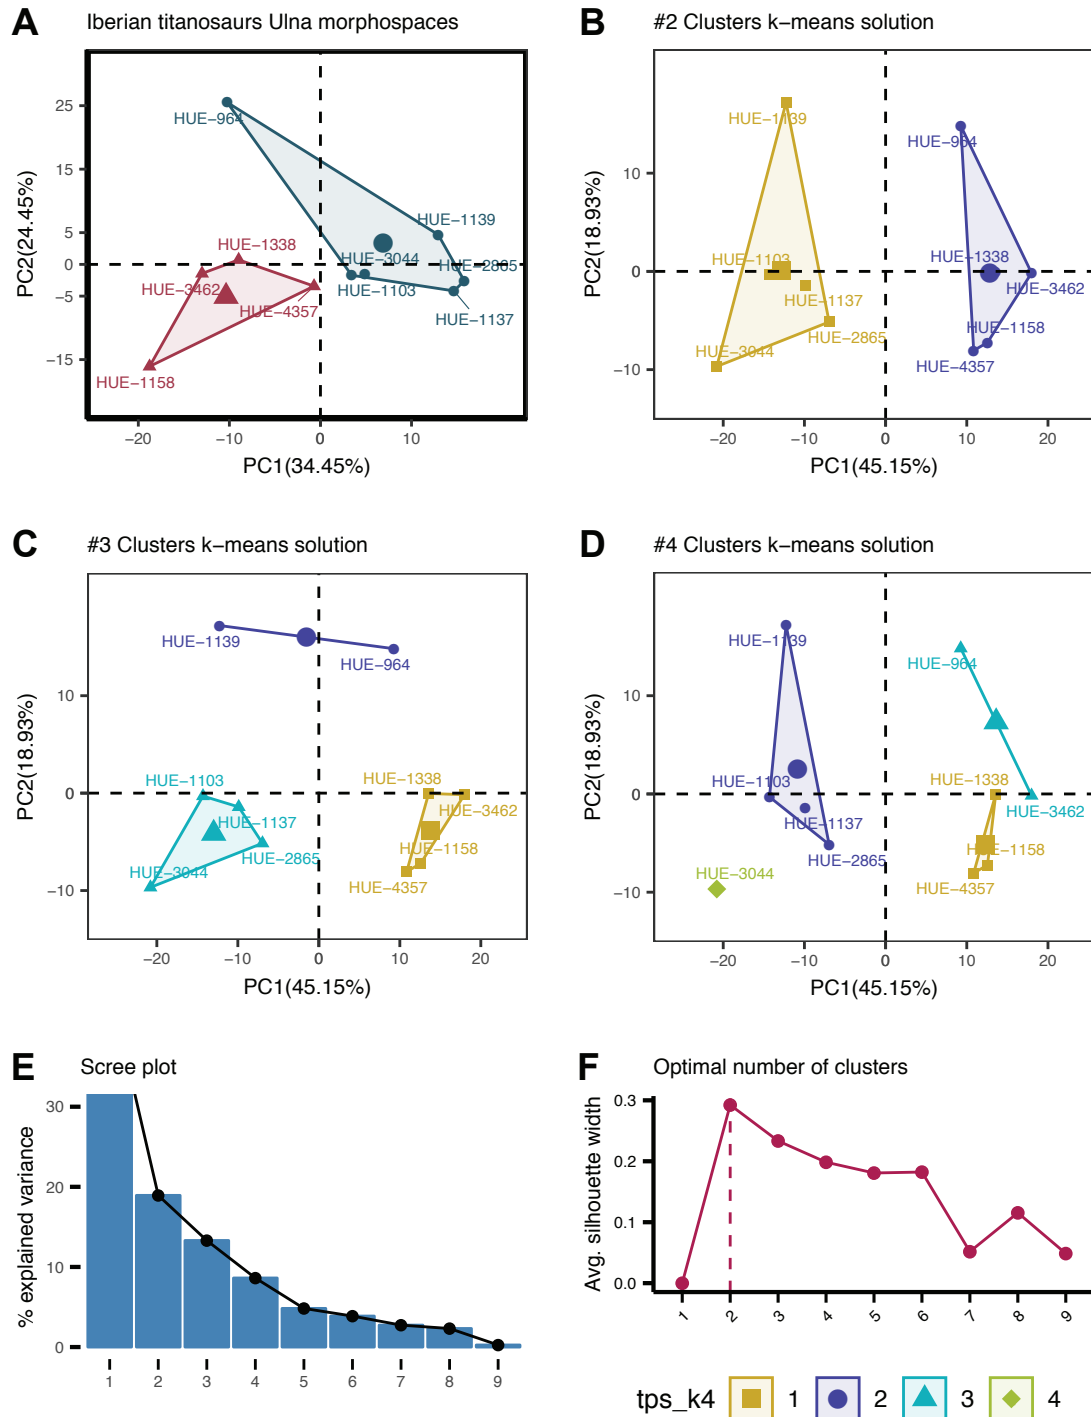 A Iberian titanosaurs Ulna morphospaces
PC2(24.45%)
25
15
5
0
−5
−15
HUE−964
HUE−1139
HUE−1338
HUE−3044
HUE−2865
HUE−3462
HUE−1103
HUE−4357
HUE−1137
HUE−1158
−20 −10 0 10
PC1(34.45%)
B #2 Clusters k−means solution
PC2(18.93%)
10
0
−10
HUE−1139
HUE−964
HUE−1103
HUE−1338
HUE−1137
HUE−3462
HUE−2865
HUE−1158
HUE−3044
HUE−4357
−20 −10 0 10 20
PC1(45.15%)
C #3 Clusters k−means solution
PC2(18.93%)
10
0
−10
HUE−1139
HUE−964
HUE−1103
HUE−1338
HUE−3462
HUE−1137
HUE−1158
HUE−2865
HUE−3044
HUE−4357
−20 −10 0 10 20
PC1(45.15%)
D #4 Clusters k−means solution
PC2(18.93%)
10
0
−10
HUE−1139
HUE−964
HUE−1103
HUE−1338
HUE−3462
HUE−1137
HUE−1158
HUE−2865
HUE−3044
HUE−4357
−20 −10 0 10 20
PC1(45.15%)
E Scree plot
% explained variance
30
20
10
0
1 2 3 4 5 6 7 8 9
F Optimal number of clusters
Avg. silhouette width
0.3
0.2
0.1
0.0
1 2 3 4 5 6 7 8 9
tps_k4 1 2 3 4